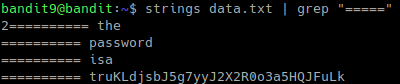 bandit9@bandit:~$ strings data.txt | grep "====="
2========== the
========== password
========== isa
========== truKLdjsbJ5g7yyJ2X2R0o3a5HQJFuLk